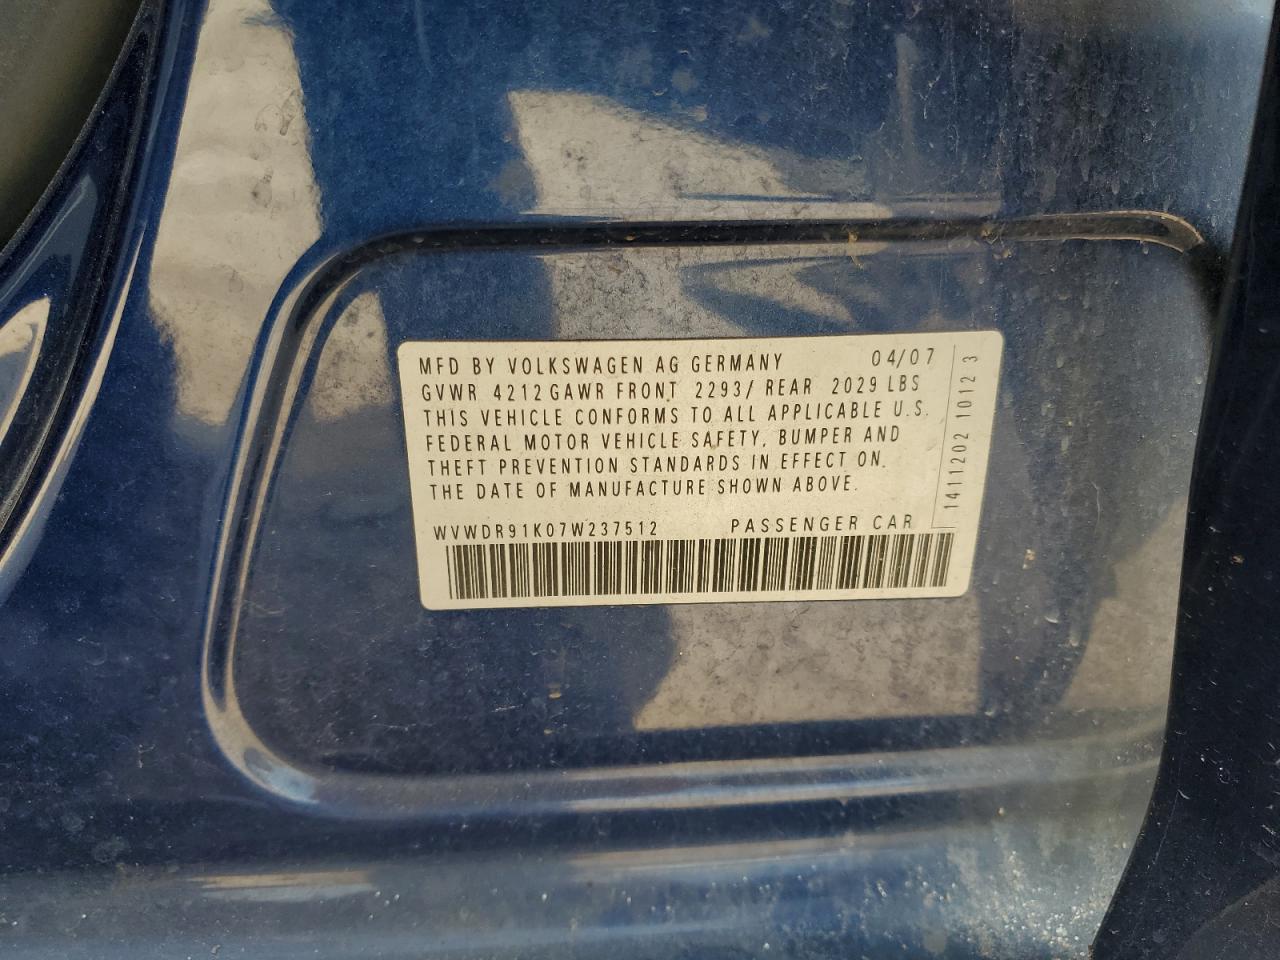 MFD BY VOLKSWAGEN AG GERMANY 04/07
GVWR 4212 GAWR FRONT 2293/ REAR 2029 LBS
THIS VEHICLE CONFORMS TO ALL APPLICABLE U.S.
FEDERAL MOTOR VEHICLE SAFETY, BUMPER AND
THEFT PREVENTION STANDARDS IN EFFECT ON
THE DATE OF MANUFACTURE SHOWN ABOVE.
WVWDR91K07W237512 PASSENGER CAR
1411202 10123